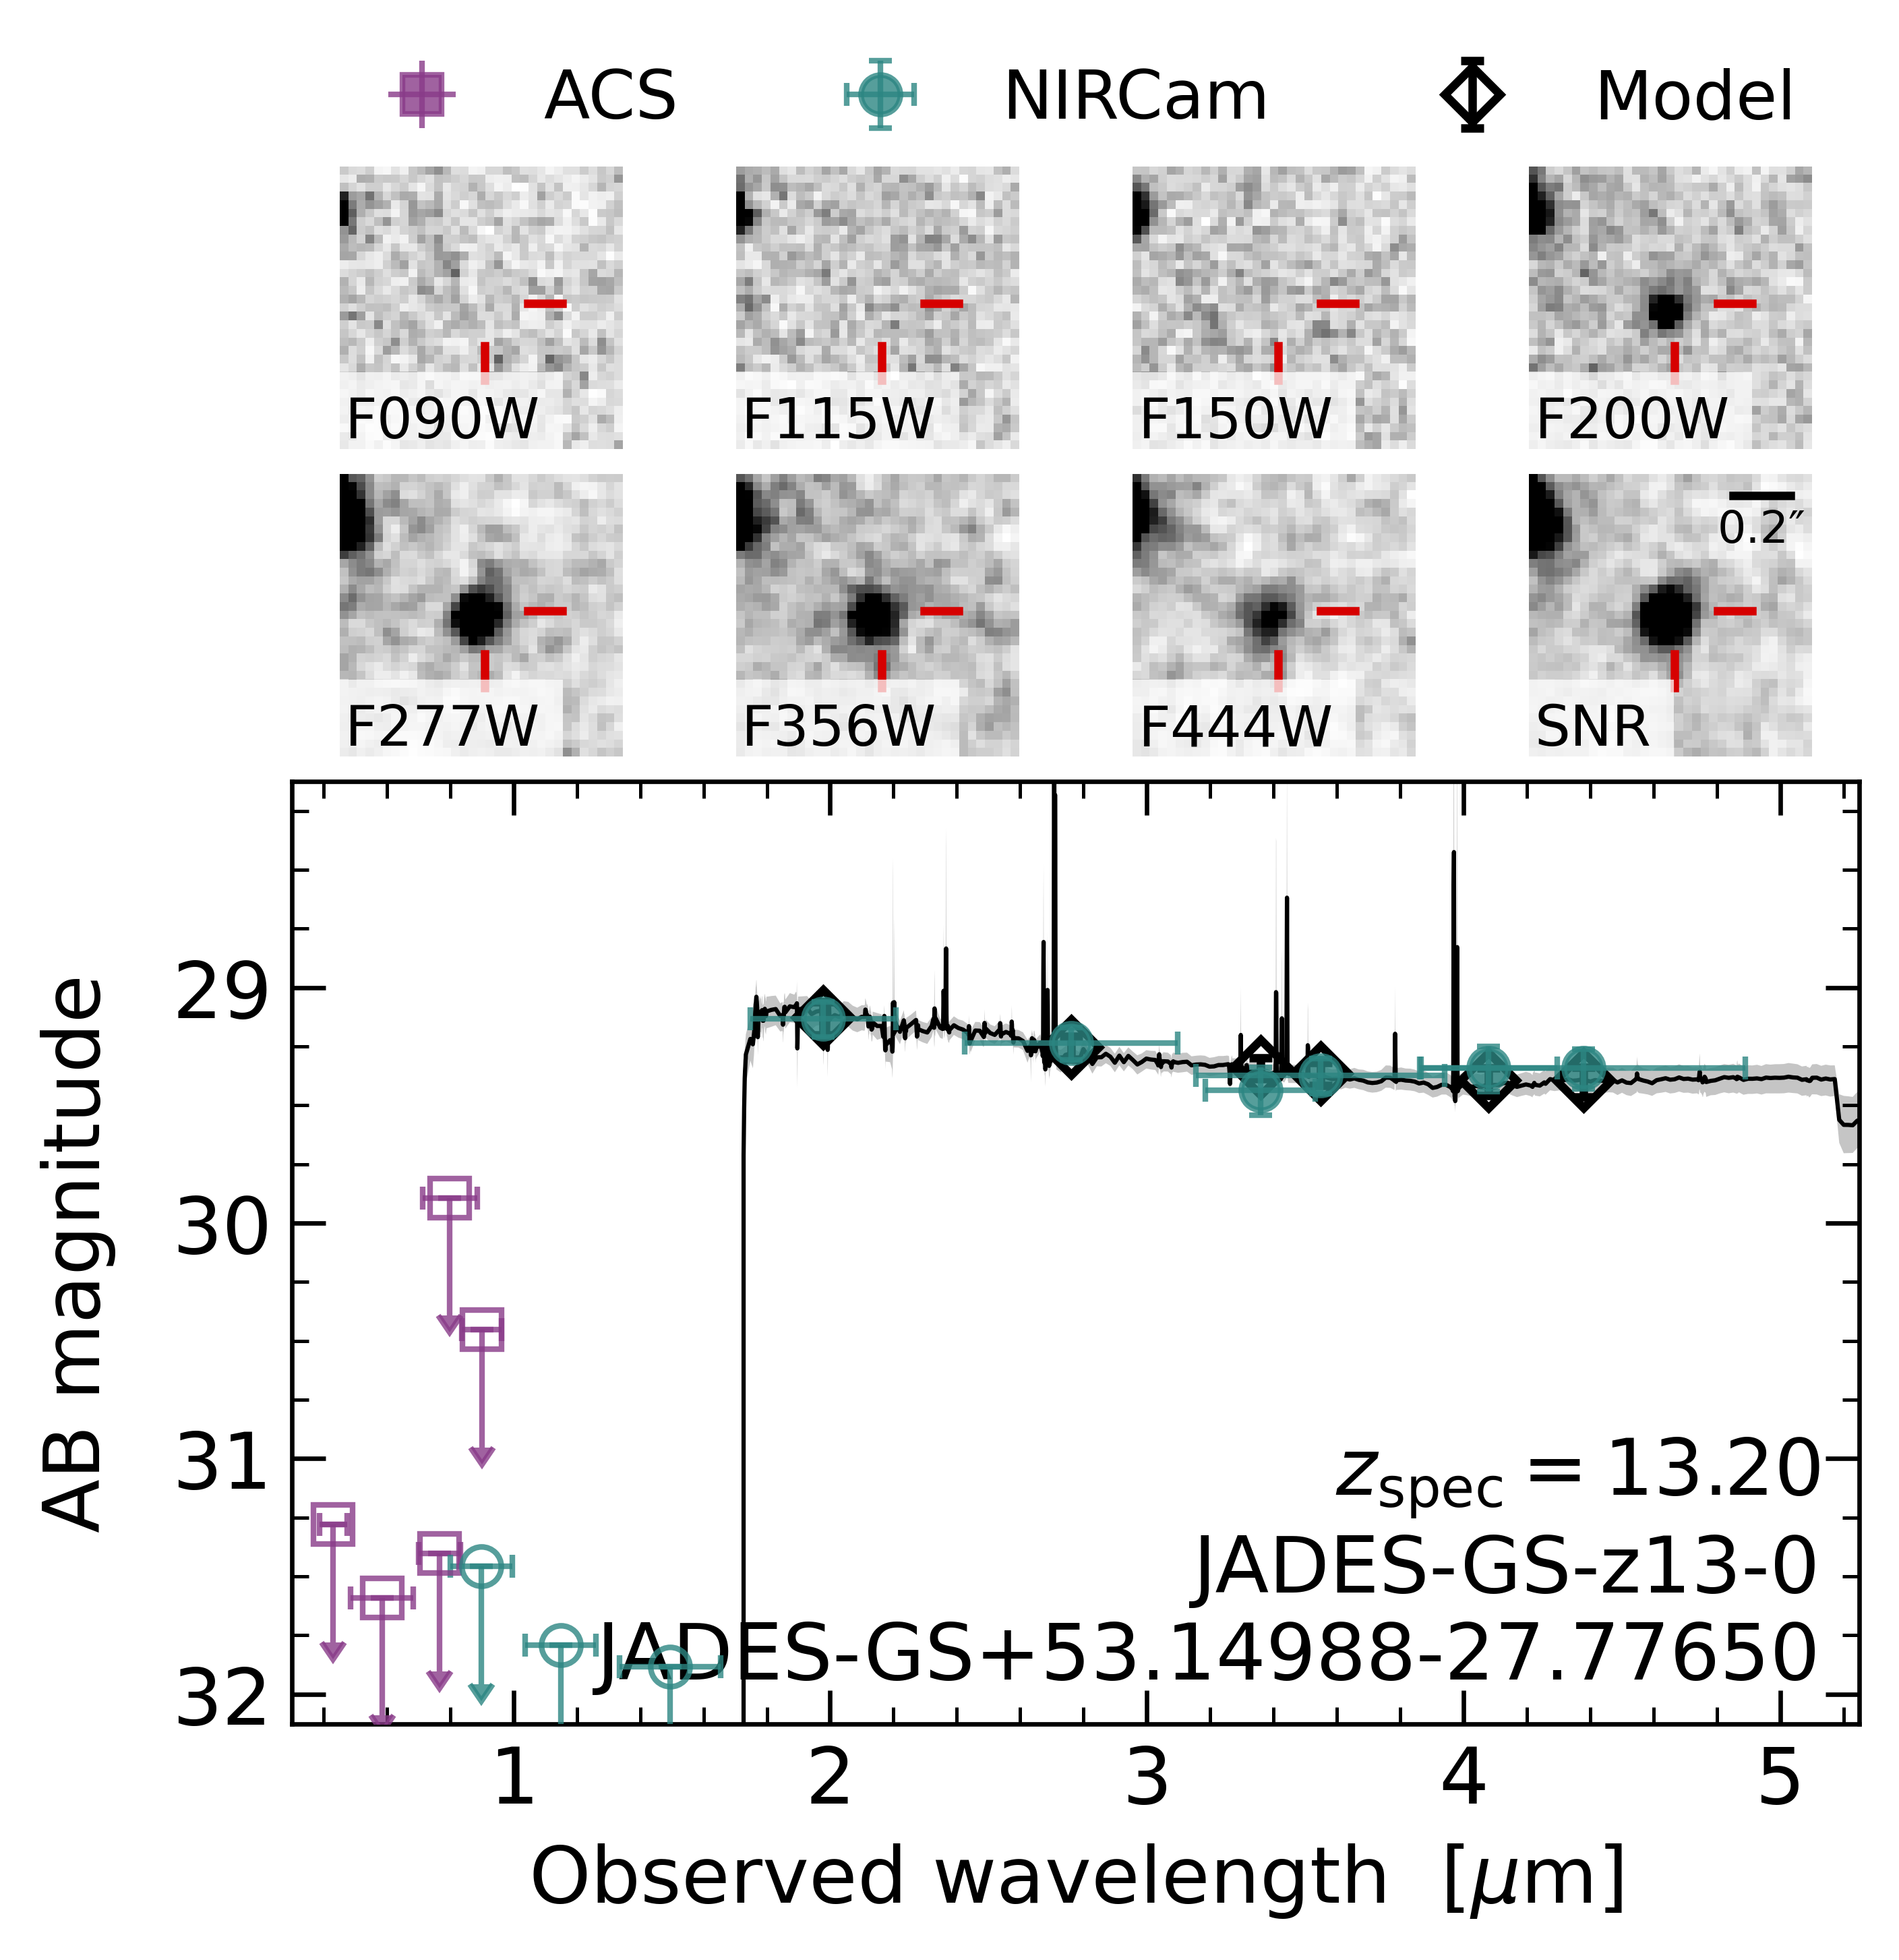 ACS NIRCam Model
F090W F115W F150W F200W
0.2″
F277W F356W F444W SNR
AB magnitude
29
30
31
32
z_spec = 13.20
JADES-GS-z13-0
JADES-GS+53.14988-27.77650
1 2 3 4 5
Observed wavelength [μm]